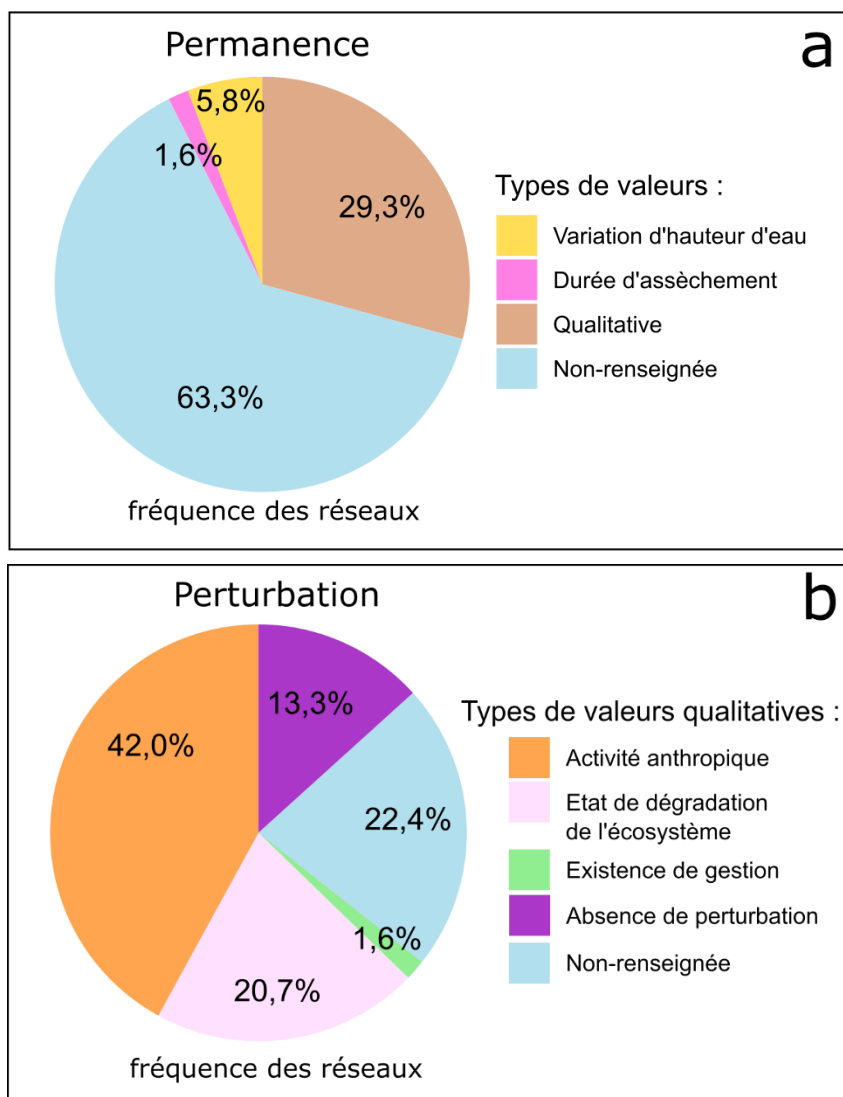 Permanence
a
5,8%
1,6%
29,3%
63,3%
fréquence des réseaux
Types de valeurs :
Variation d'hauteur d'eau
Durée d'assèchement
Qualitative
Non-renseignée
Perturbation
b
13,3%
42,0%
22,4%
1,6%
20,7%
fréquence des réseaux
Types de valeurs qualitatives :
Activité anthropique
Etat de dégradation
de l'écosystème
Existence de gestion
Absence de perturbation
Non-renseignée